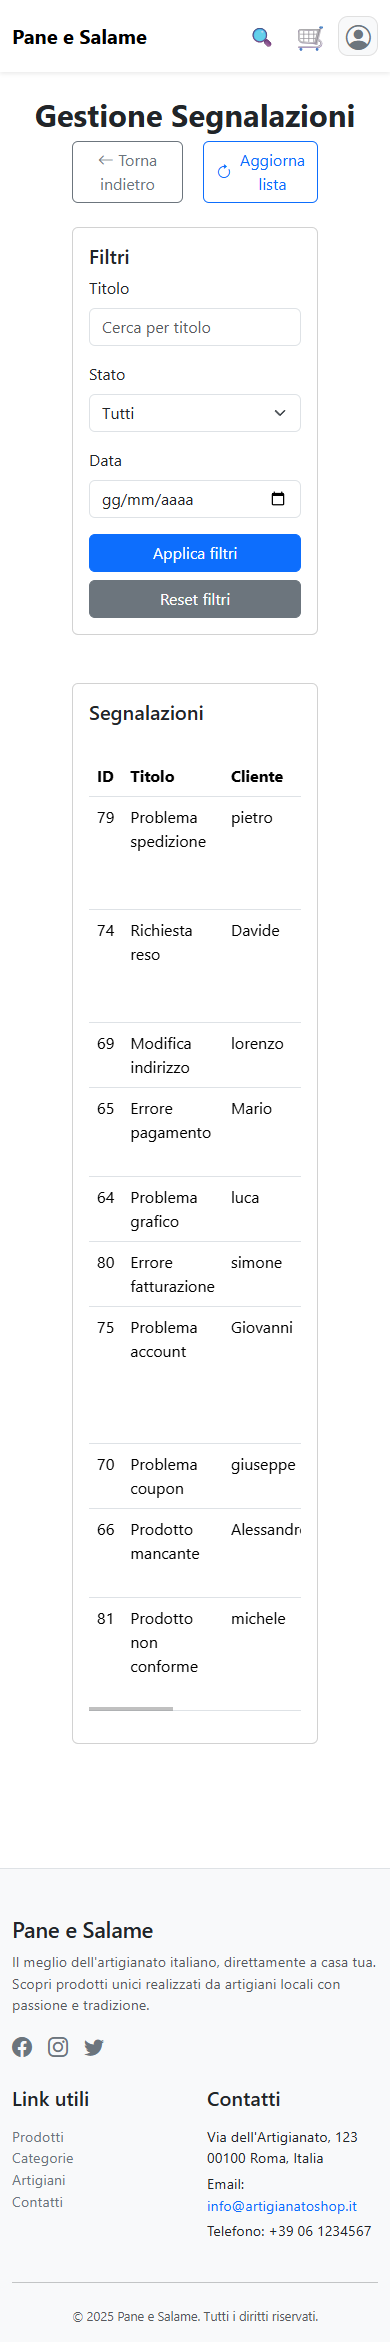 Pane e Salame
Gestione Segnalazioni
Torna
indietro
Aggiorna
lista
Filtri
Titolo
Cerca per titolo
Stato
Tutti
Data
gg/mm/aaaa
Applica filtri
Reset filtri
Segnalazioni
ID Titolo Cliente
79 Problema pietro
spedizione
74 Richiesta Davide
reso
69 Modifica lorenzo
indirizzo
65 Errore Mario
pagamento
64 Problema luca
grafico
80 Errore simone
fatturazione
75 Problema Giovanni
account
70 Problema giuseppe
coupon
66 Prodotto Alessandro
mancante
81 Prodotto michele
non
conforme
Pane e Salame
Il meglio dell'artigianato italiano, direttamente a casa tua.
Scopri prodotti unici realizzati da artigiani locali con
passione e tradizione.
Link utili
Prodotti
Categorie
Artigiani
Contatti
Contatti
Via dell'Artigianato, 123
00100 Roma, Italia
Email:
info@artigianatoshop.it
Telefono: +39 06 1234567
© 2025 Pane e Salame. Tutti i diritti riservati.